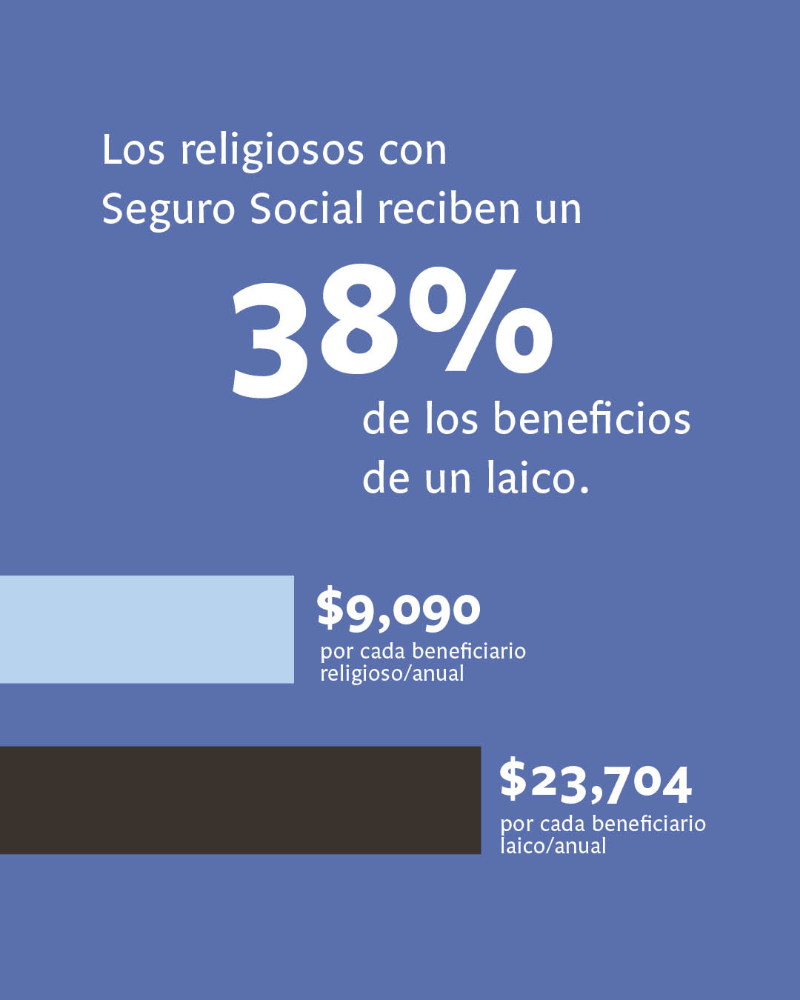 Los religiosos con
Seguro Social reciben un
38%
de los beneficios
de un laico.
$9,090
por cada beneficiario
religioso/anual
$23,704
por cada beneficiario
laico/anual